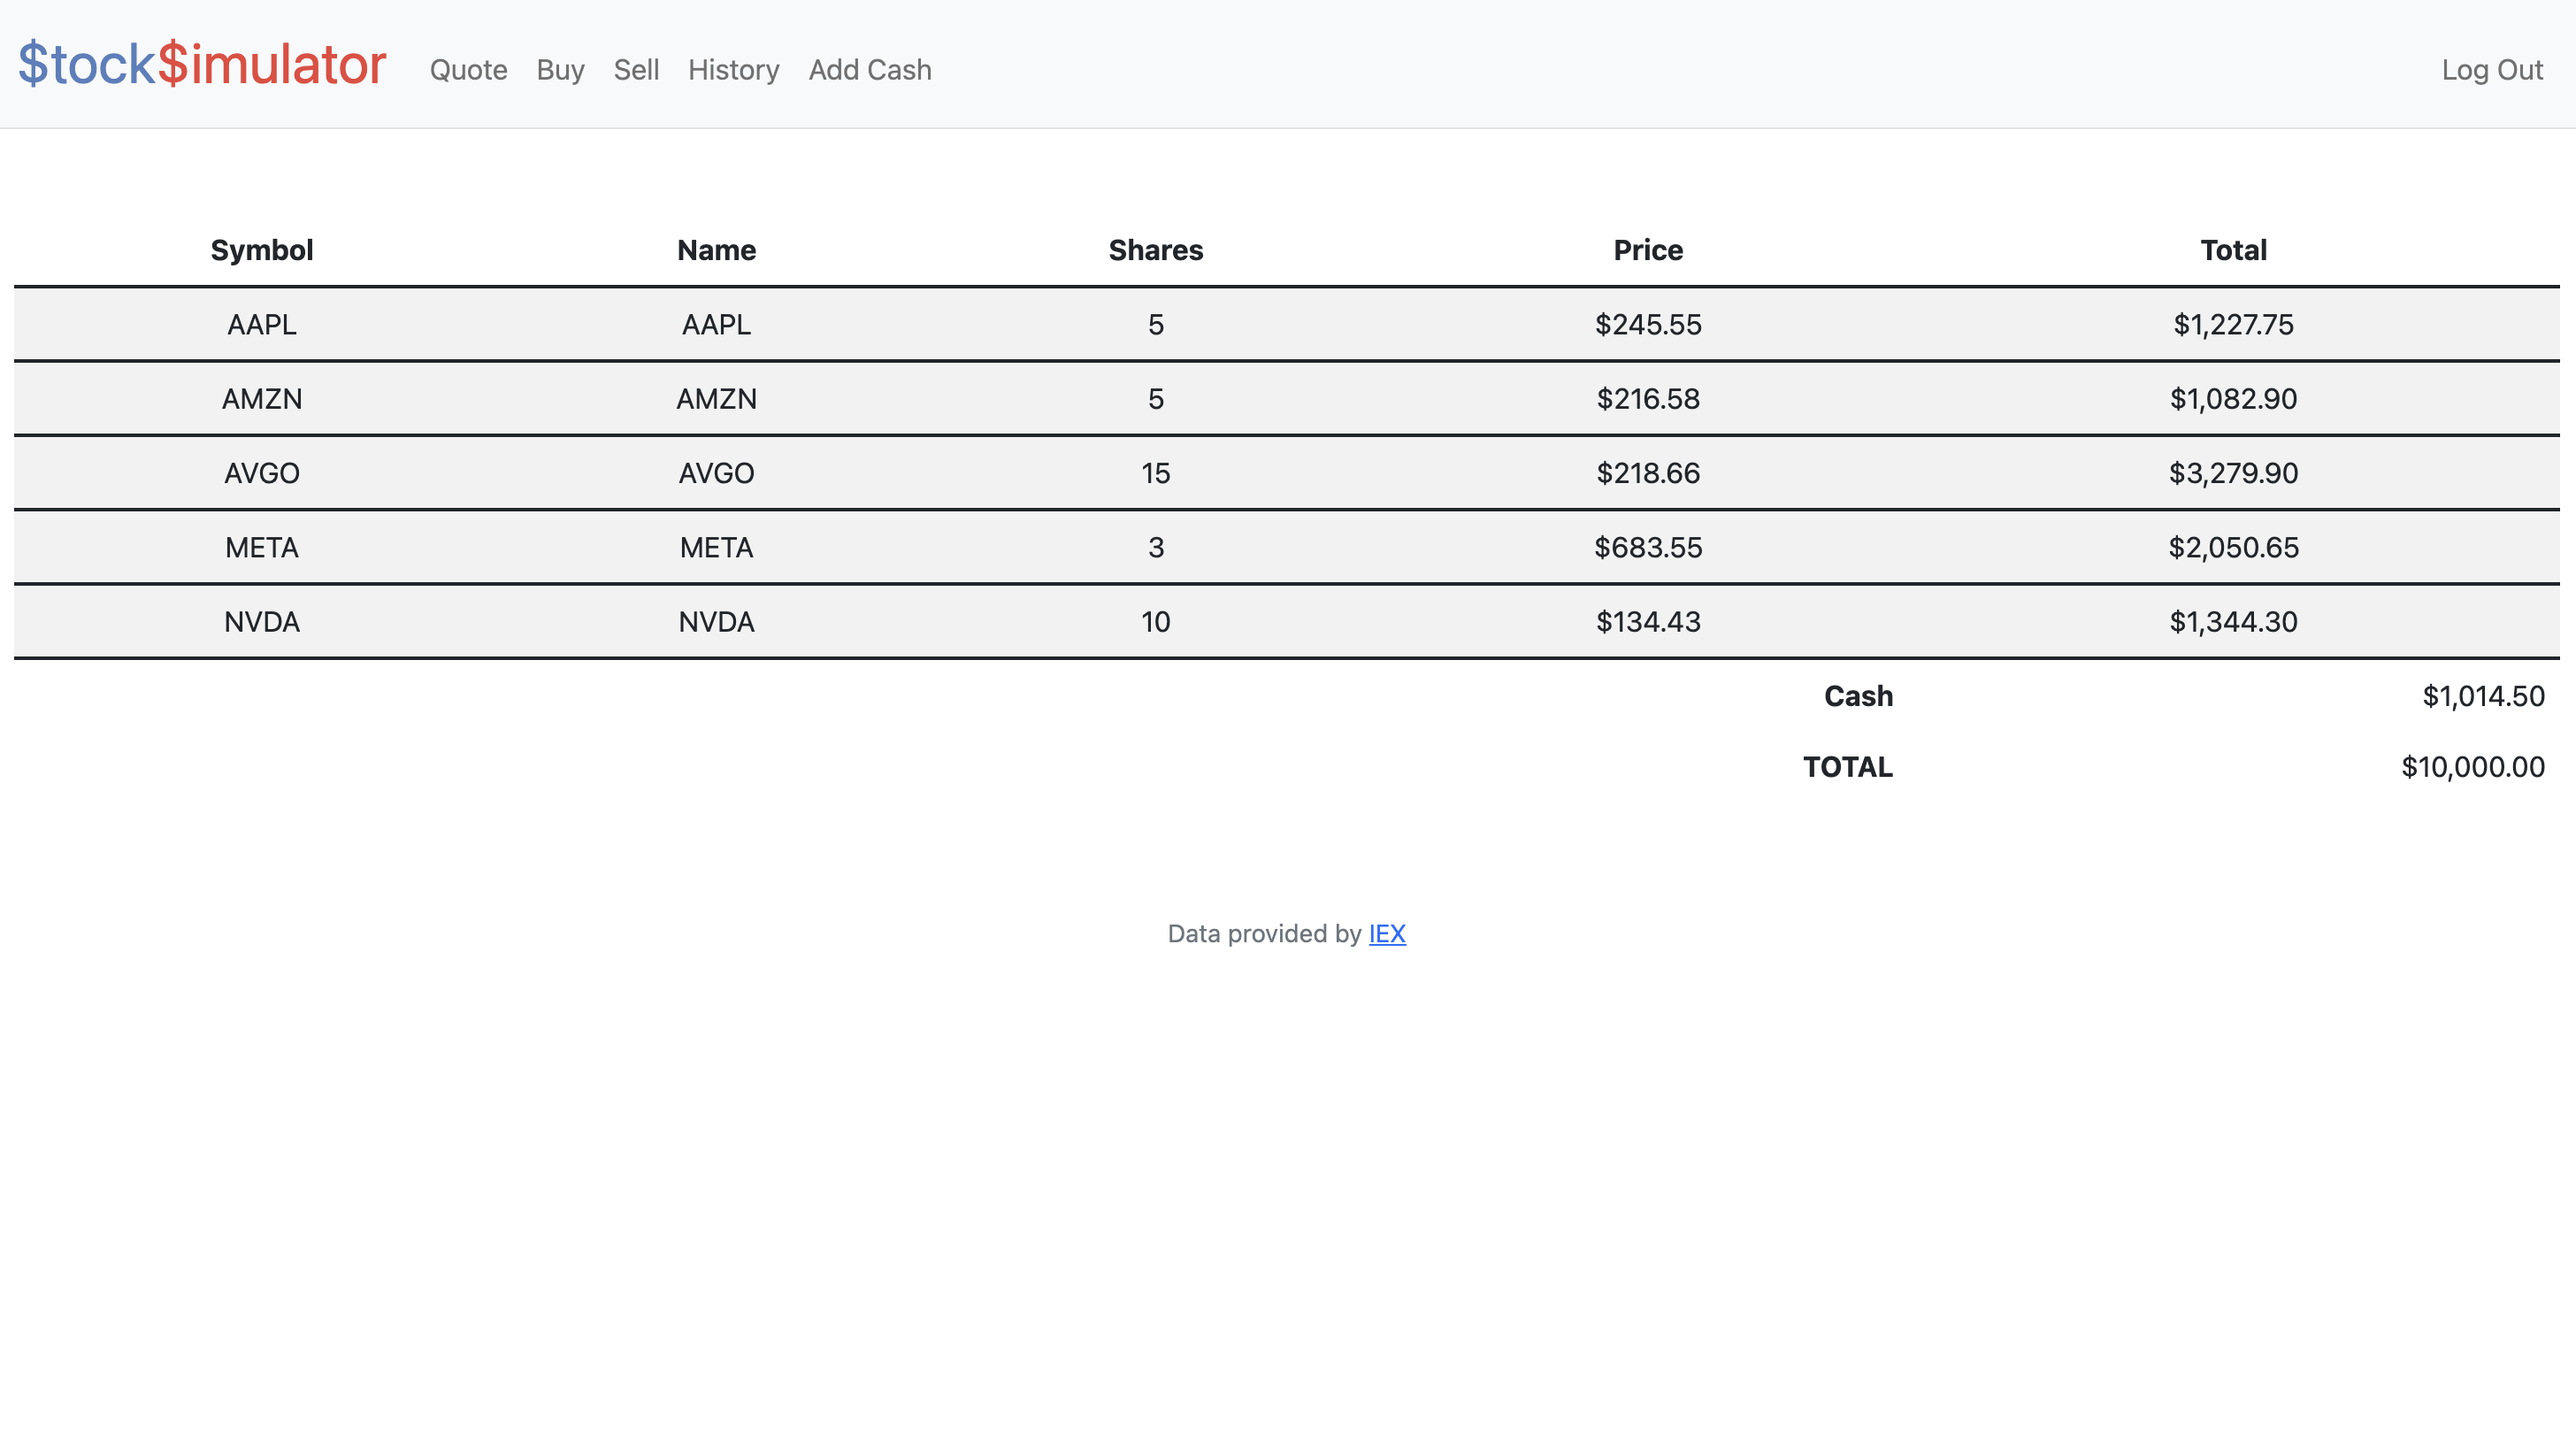 $tock$imulator Quote Buy Sell History Add Cash Log Out
Symbol Name Shares Price Total
AAPL AAPL 5 $245.55 $1,227.75
AMZN AMZN 5 $216.58 $1,082.90
AVGO AVGO 15 $218.66 $3,279.90
META META 3 $683.55 $2,050.65
NVDA NVDA 10 $134.43 $1,344.30
Cash $1,014.50
TOTAL $10,000.00
Data provided by IEX